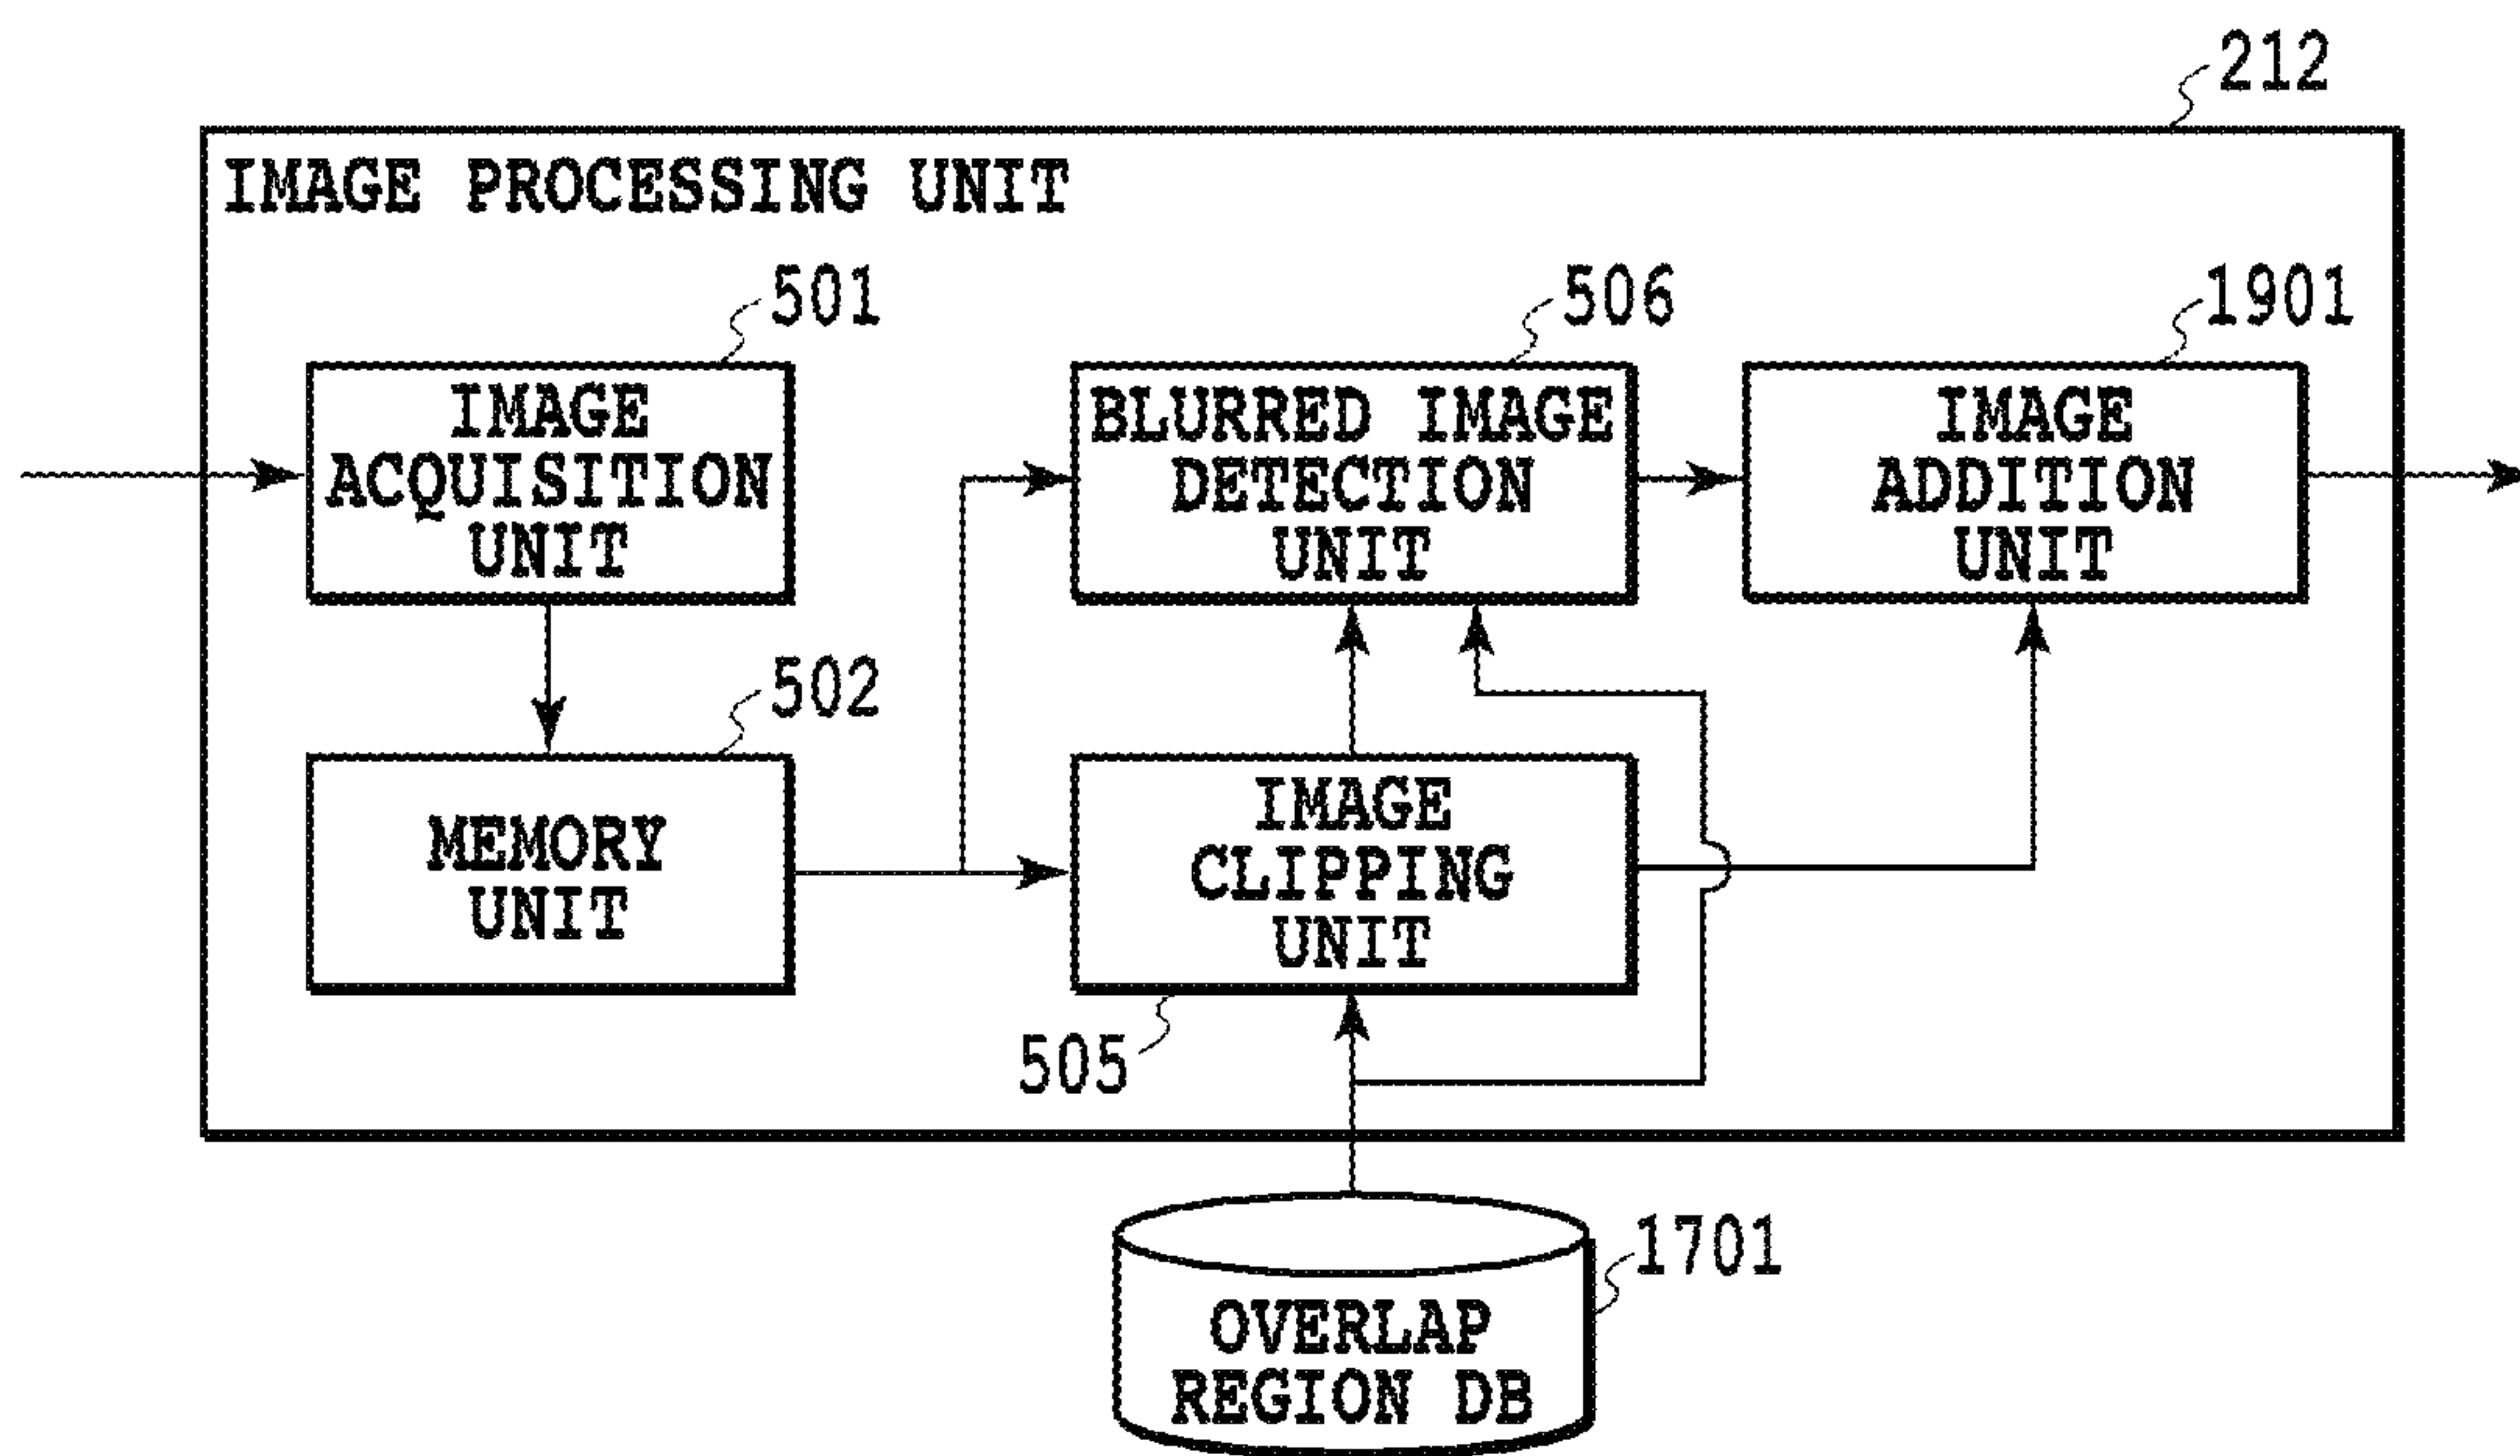 212
IMAGE PROCESSING UNIT
501
506
1901
IMAGE
ACQUISITION
UNIT
BLURRED IMAGE
DETECTION
UNIT
IMAGE
ADDITION
UNIT
502
MEMORY
UNIT
IMAGE
CLIPPING
UNIT
505
1701
OVERLAP
REGION DB